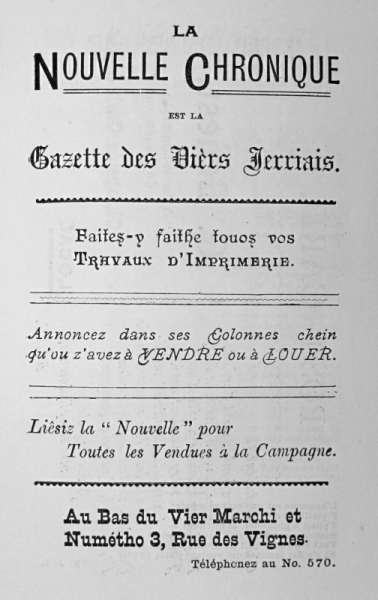 LA
NOUVELLE CHRONIQUE
EST LA
Gazette des Vièrs Jerriais.
Faites-y faithe touos vos
TRAVAUX D'IMPRIMERIE.
Annoncez dans ses Colonnes chein
qu'ou z'avez à VENDRE ou à LOUER.
Liêsiz la "Nouvelle" pour
Toutes les Vendues à la Campagne.
Au Bas du Vier Marchi et
Numétho 3, Rue des Vignes.
Téléphonez au No. 570.